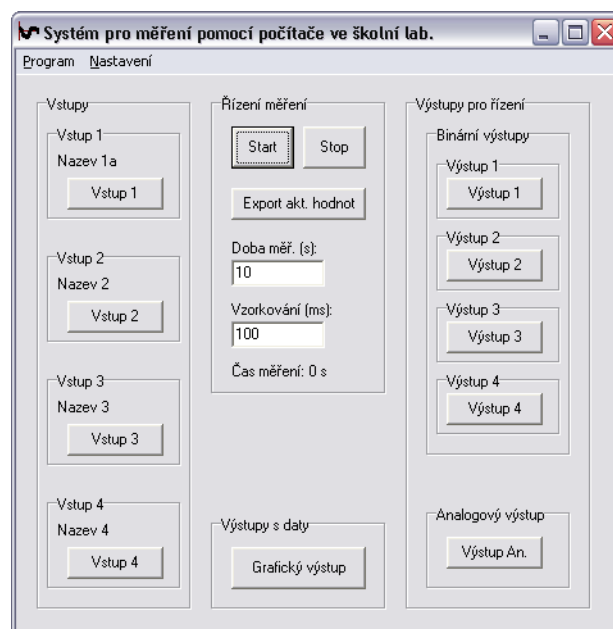 Systém pro měření pomocí počítače ve školní lab.
Program Nastavení
Vstupy
Vstup 1
Nazev 1a
Vstup 1
Vstup 2
Nazev 2
Vstup 2
Vstup 3
Nazev 3
Vstup 3
Vstup 4
Nazev 4
Vstup 4
Řízení měření
Start Stop
Export akt. hodnot
Doba měř. (s):
10
Vzorkování (ms):
100
Čas měření: 0 s
Výstupy s daty
Grafický výstup
Výstupy pro řízení
Binární výstupy
Výstup 1
Výstup 1
Výstup 2
Výstup 2
Výstup 3
Výstup 3
Výstup 4
Výstup 4
Analogový výstup
Výstup An.